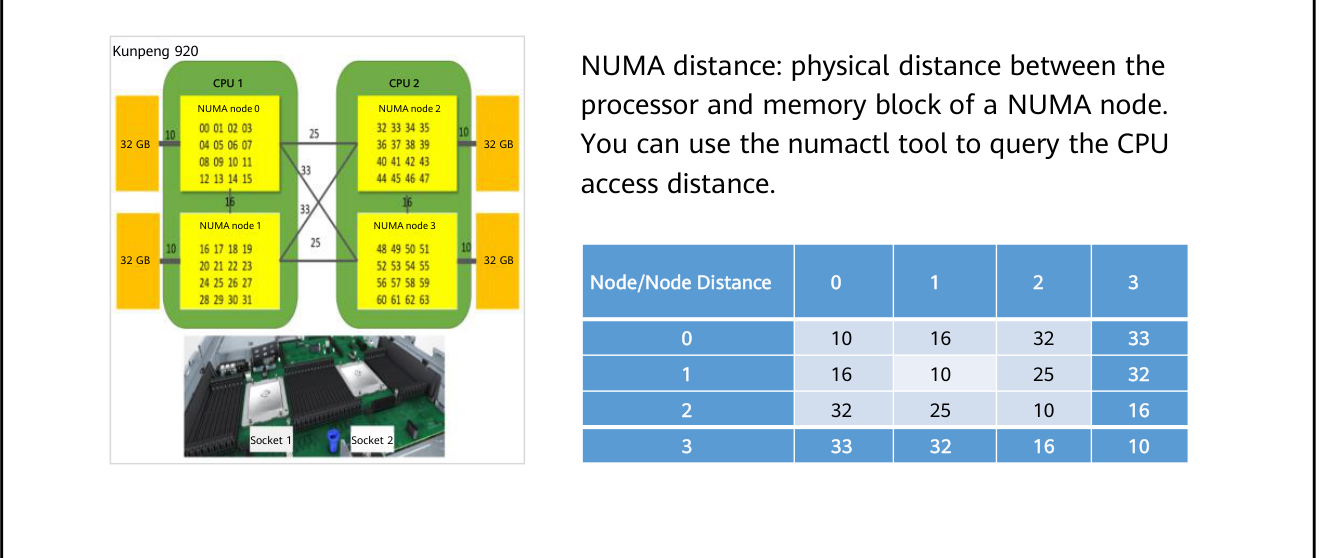 Kunpeng 920
CPU 1
CPU 2
NUMA node 0
NUMA node 2
00 01 02 03
04 05 06 07
08 09 10 11
12 13 14 15
32 33 34 35
36 37 38 39
40 41 42 43
44 45 46 47
32 GB
10
25
10
32 GB
33
16
33
16
NUMA node 1
NUMA node 3
16 17 18 19
20 21 22 23
24 25 26 27
28 29 30 31
48 49 50 51
52 53 54 55
56 57 58 59
60 61 62 63
32 GB
10
25
10
32 GB
Socket 1
Socket 2
NUMA distance: physical distance between the
processor and memory block of a NUMA node.
You can use the numactl tool to query the CPU
access distance.
Node/Node Distance 0 1 2 3
0 10 16 32 33
1 16 10 25 32
2 32 25 10 16
3 33 32 16 10